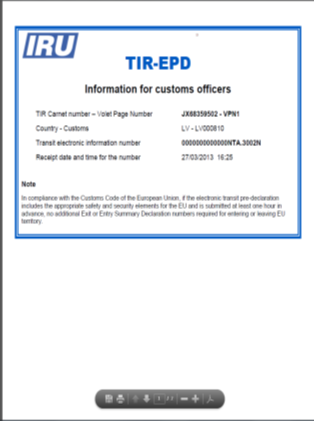 IRU
TIR-EPD
Information for customs officers
TIR Carnet number – Volet Page Number JX68359502 - VPN1
Country - Customs LV - LV000810
Transit electronic information number 0000000000000NTA.3002N
Receipt date and time for the number 27/03/2013 16:25
Note
In compliance with the Customs Code of the European Union, if the electronic transit pre-declaration
includes the appropriate safety and security elements for the EU and is submitted at least one hour in
advance, no additional Exit or Entry Summary Declaration numbers required for entering or leaving EU
territory.